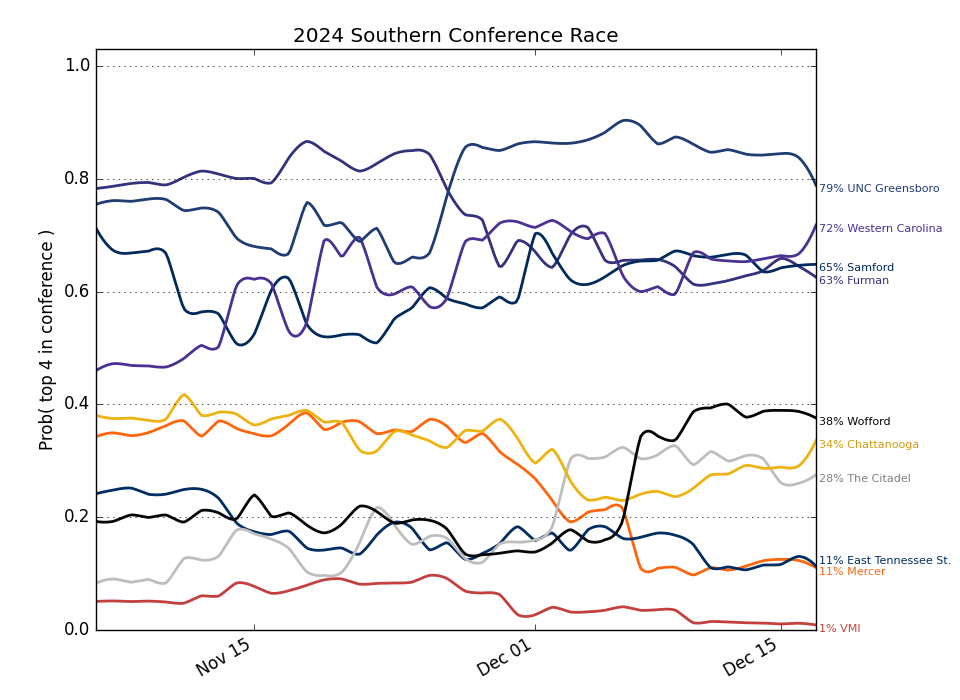 2024 Southern Conference Race
Prob( top 4 in conference )
1.0
0.8
0.6
0.4
0.2
0.0
Nov 15
Dec 01
Dec 15
79% UNC Greensboro
72% Western Carolina
65% Samford
63% Furman
38% Wofford
34% Chattanooga
28% The Citadel
11% East Tennessee St.
11% Mercer
1% VMI